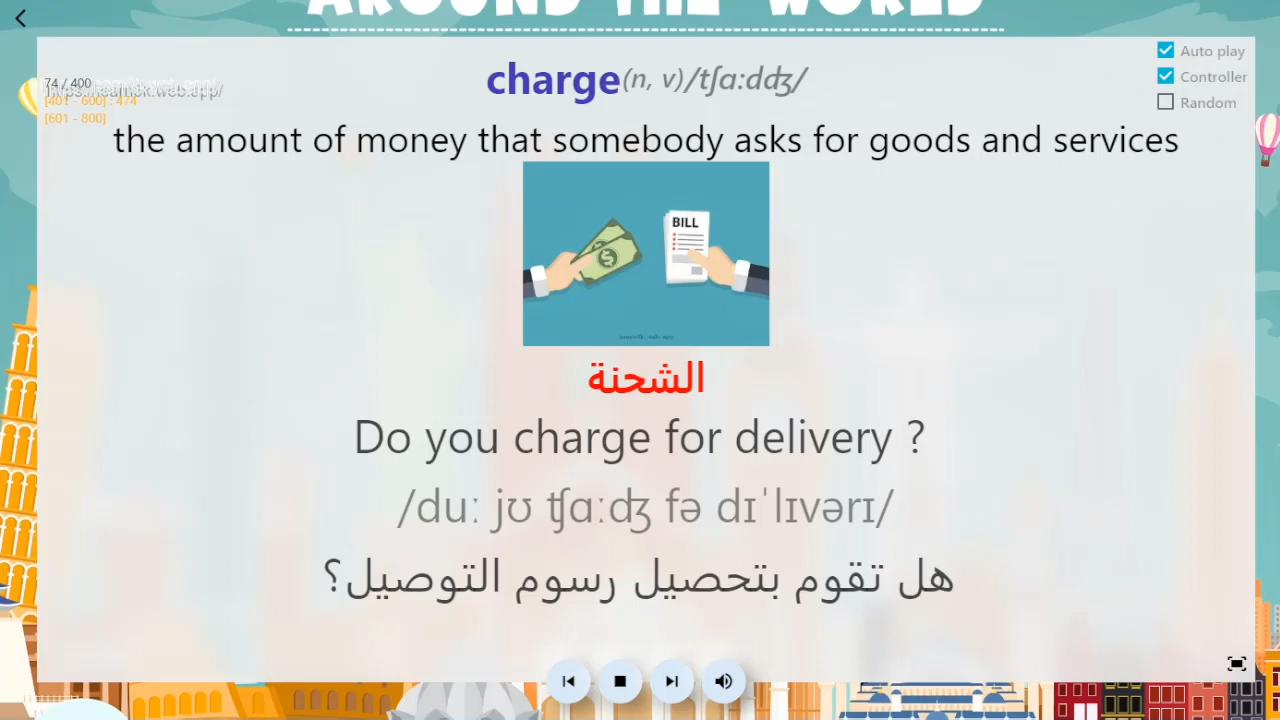 AROUND THE WORLD
74 / 400
[401 - 600] : 474
[601 - 800]
Auto play
Controller
Random
charge (n, v)/tʃɑ:dʤ/
the amount of money that somebody asks for goods and services
BILL
الشحنة
Do you charge for delivery ?
/duː jʊ ʧɑːʤ fə dɪˈlɪvərɪ/
هل تقوم بتحصيل رسوم التوصيل؟